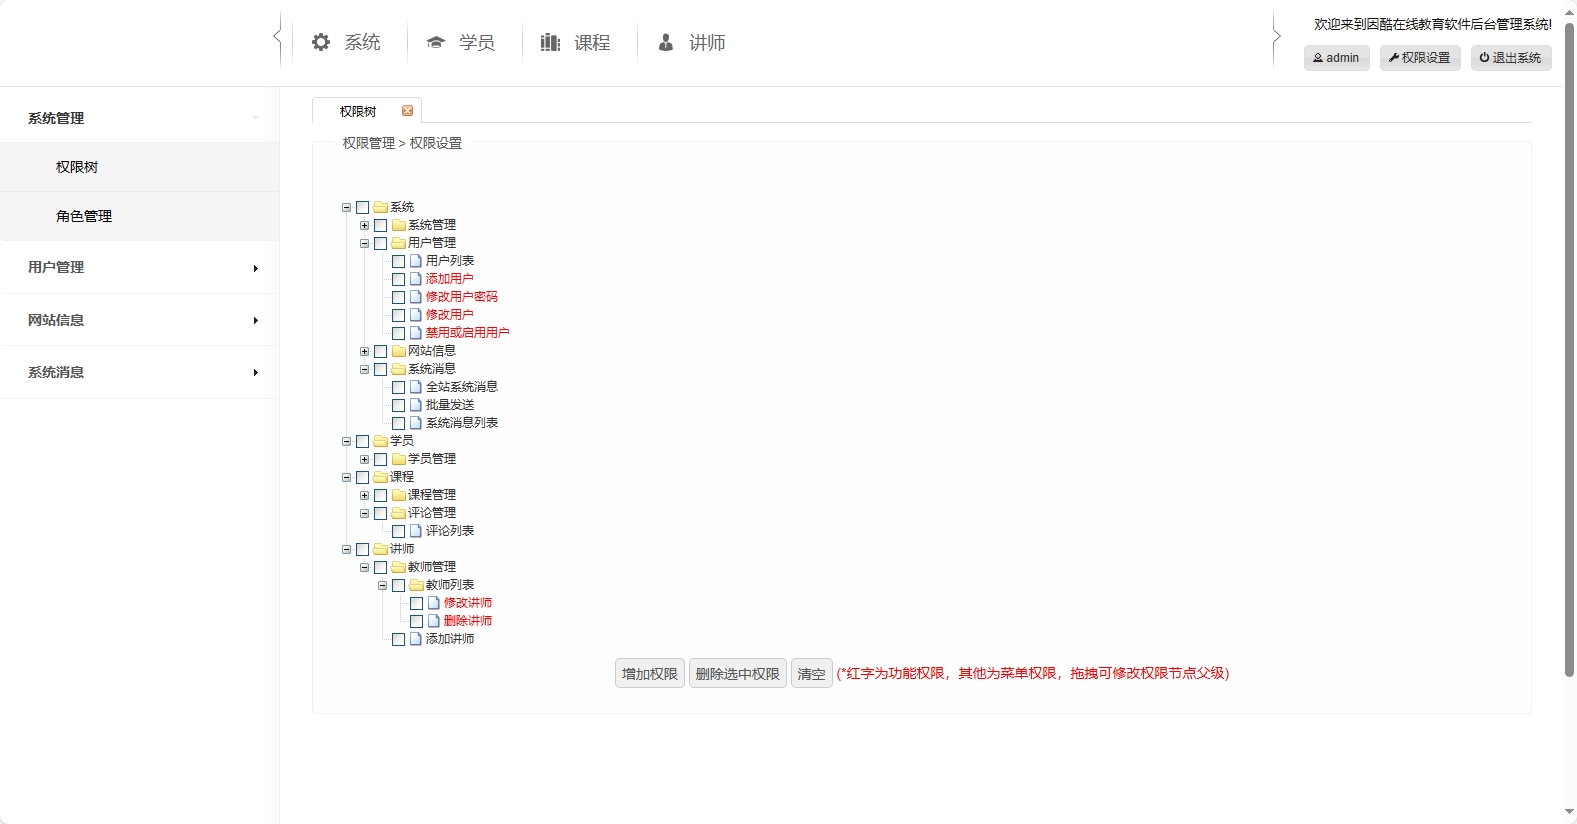 系统
学员
课程
讲师
欢迎来到因酷在线教育软件后台管理系统!
admin
权限设置
退出系统
系统管理
权限树
角色管理
用户管理
网站信息
系统消息
权限树
权限管理 > 权限设置
系统
系统管理
用户管理
用户列表
添加用户
修改用户密码
修改用户
禁用或启用用户
网站信息
系统消息
全站系统消息
批量发送
系统消息列表
学员
学员管理
课程
课程管理
评论管理
评论列表
讲师
教师管理
教师列表
修改讲师
删除讲师
添加讲师
增加权限 删除选中权限 清空 (*红字为功能权限，其他为菜单权限，拖拽可修改权限节点父级)